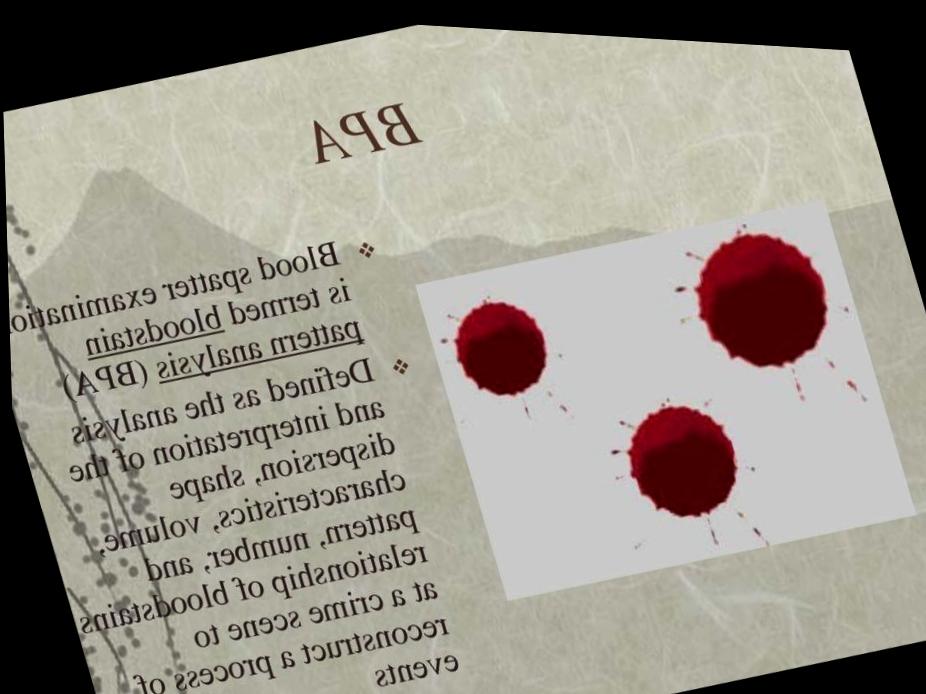 BPA
❖ Blood spatter examination
is termed bloodstain
pattern analysis (BPA)
❖ Defined as the analysis
and interpretation of the
dispersion, shape
characteristics, volume,
pattern, number, and
relationship of bloodstains
at a crime scene to
reconstruct a process of
events